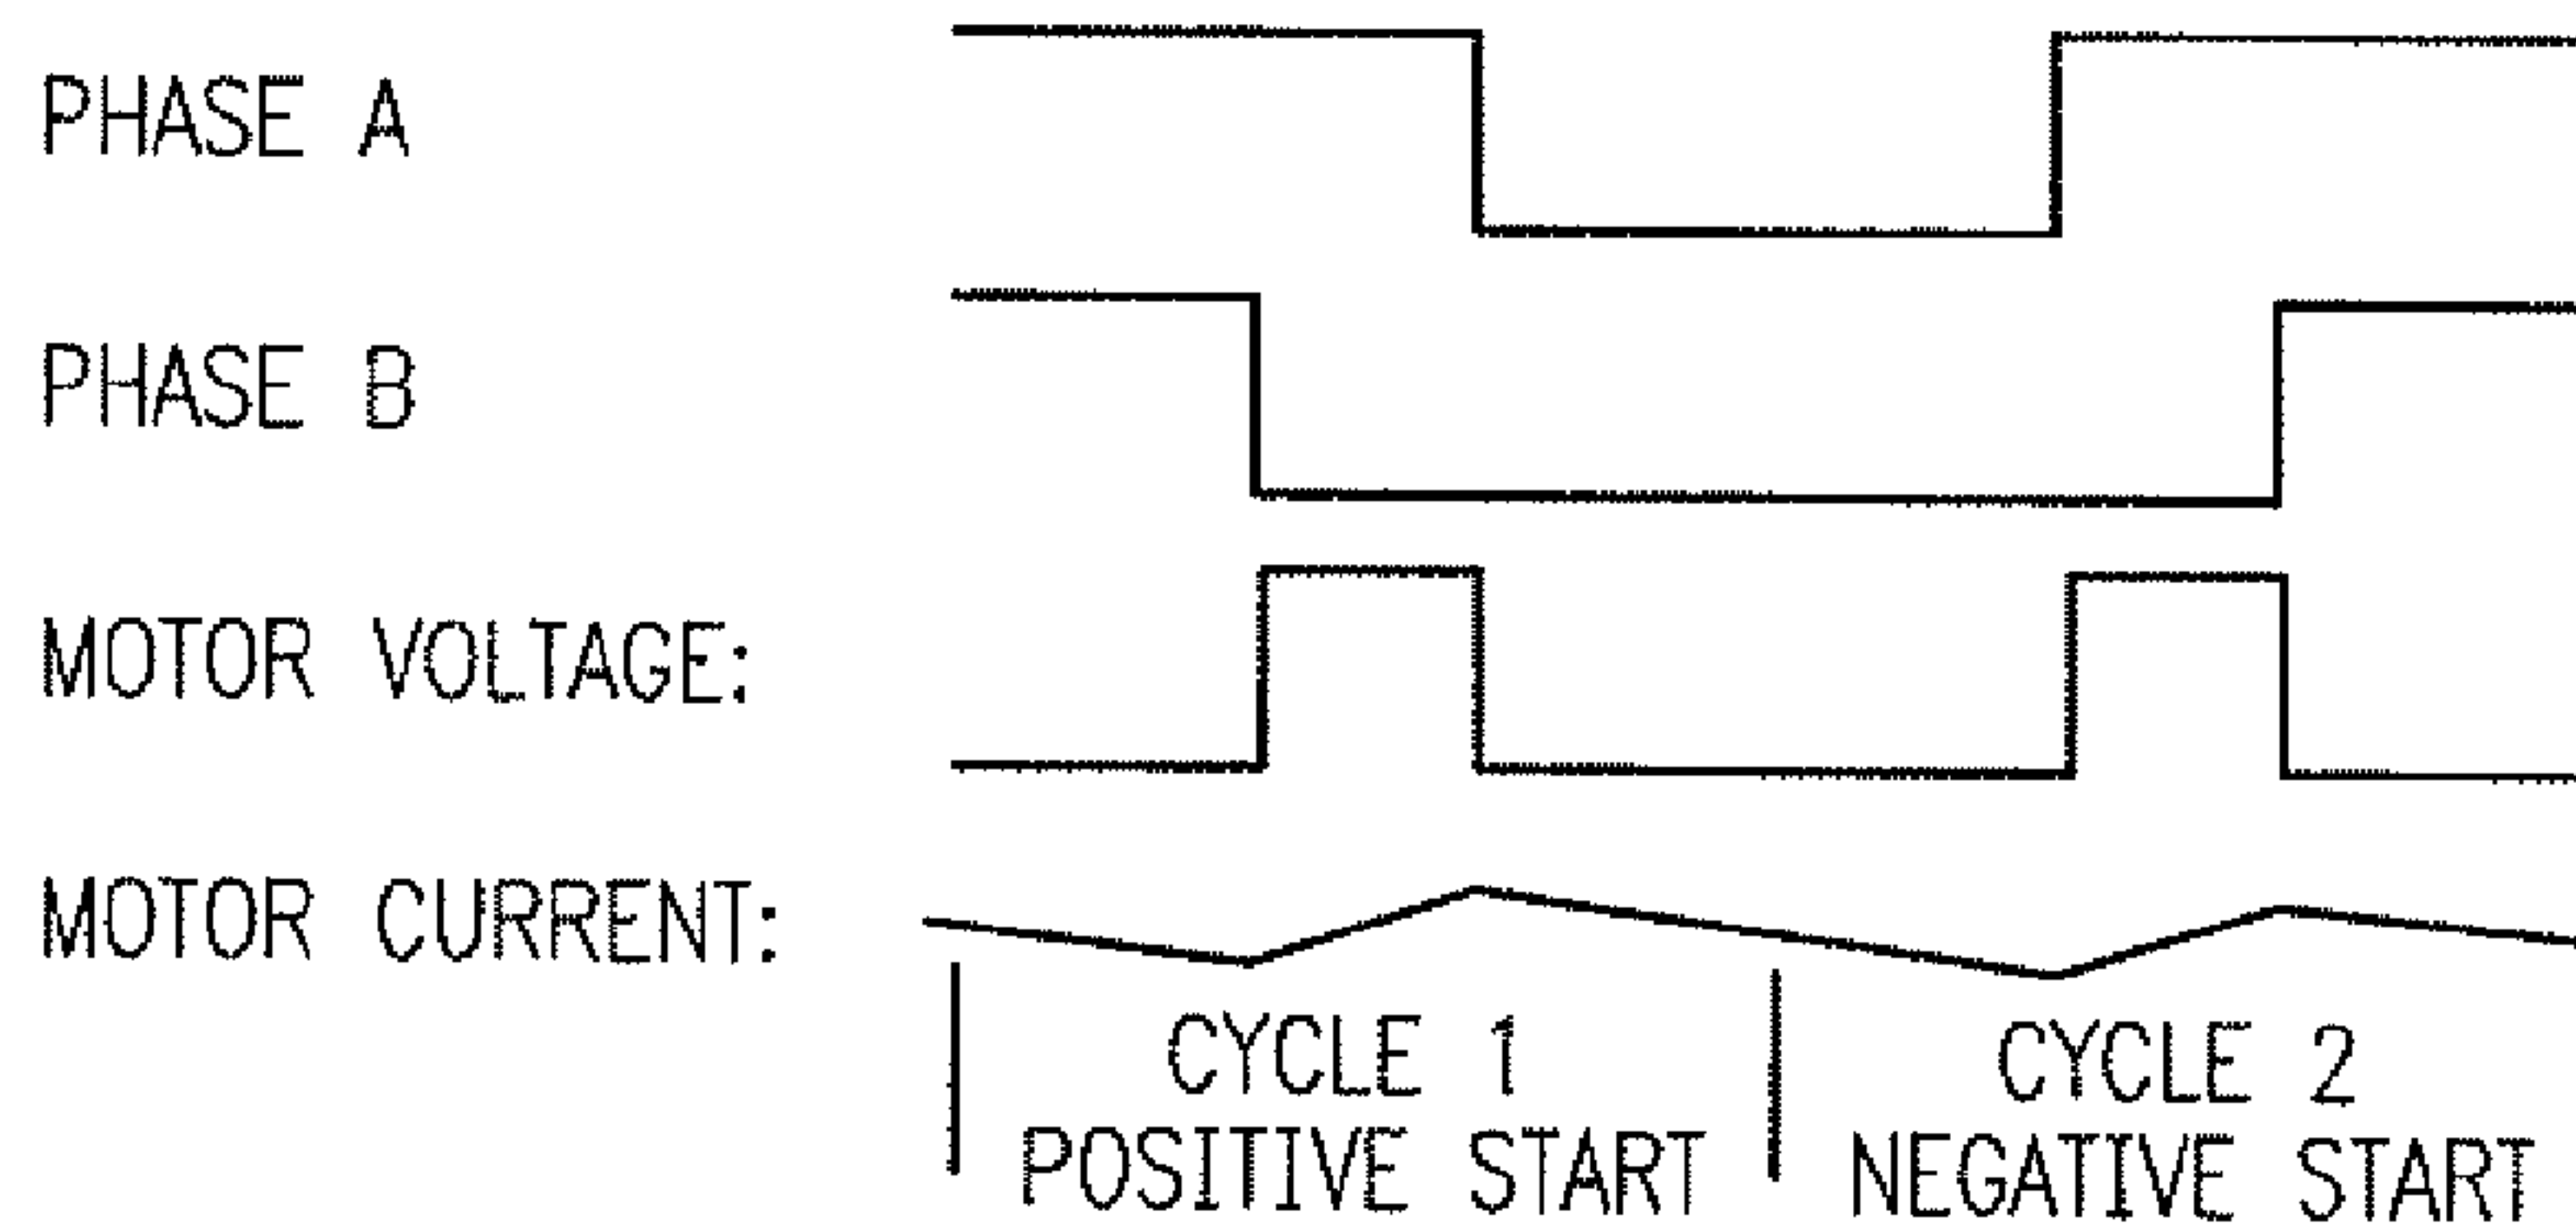 PHASE A
PHASE B
MOTOR VOLTAGE:
MOTOR CURRENT:
CYCLE 1
POSITIVE START
CYCLE 2
NEGATIVE START